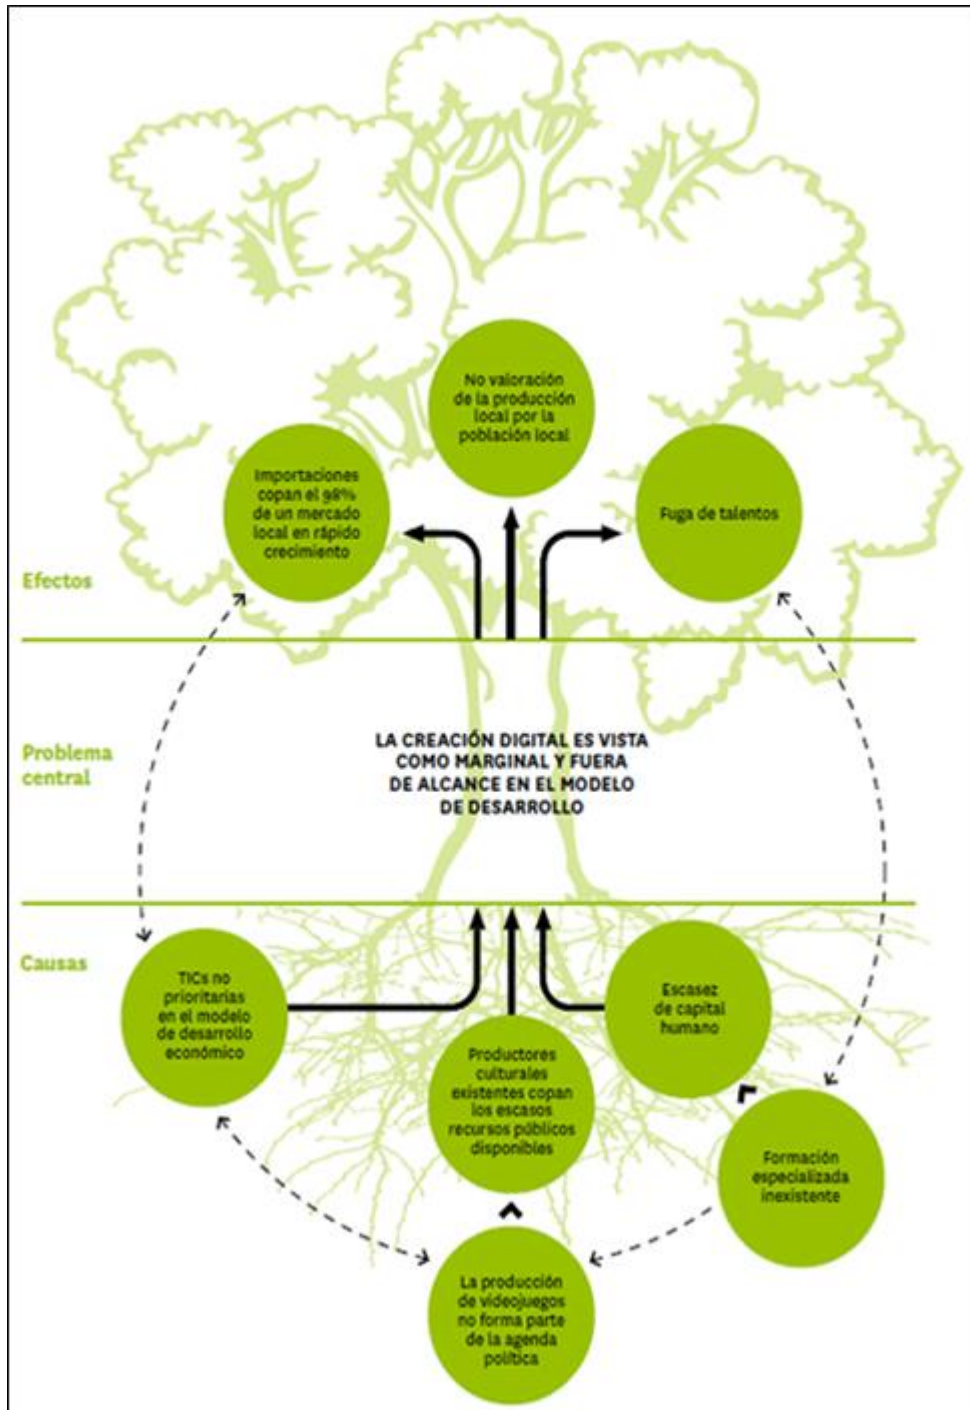 No valoración
de la producción
local por la
población local
Importaciones
copan el 98%
de un mercado
local en rápido
crecimiento
Fuga de talentos
Efectos
Problema
central
LA CREACIÓN DIGITAL ES VISTA
COMO MARGINAL Y FUERA
DE ALCANCE EN EL MODELO
DE DESARROLLO
Causas
TICs no
prioritarias
en el modelo
de desarrollo
económico
Productores
culturales
existentes copan
los escasos
recursos públicos
disponibles
Escasez
de capital
humano
Formación
especializada
inexistente
La producción
de videojuegos
no forma parte
de la agenda
política